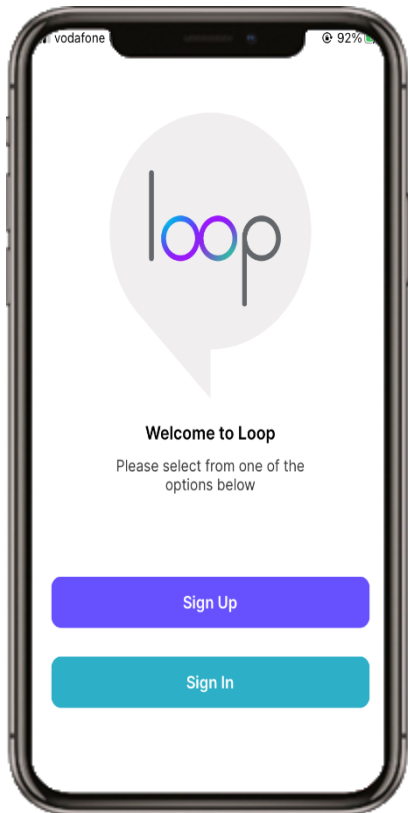 vodafone 92%
loop
Welcome to Loop
Please select from one of the
options below
Sign Up
Sign In